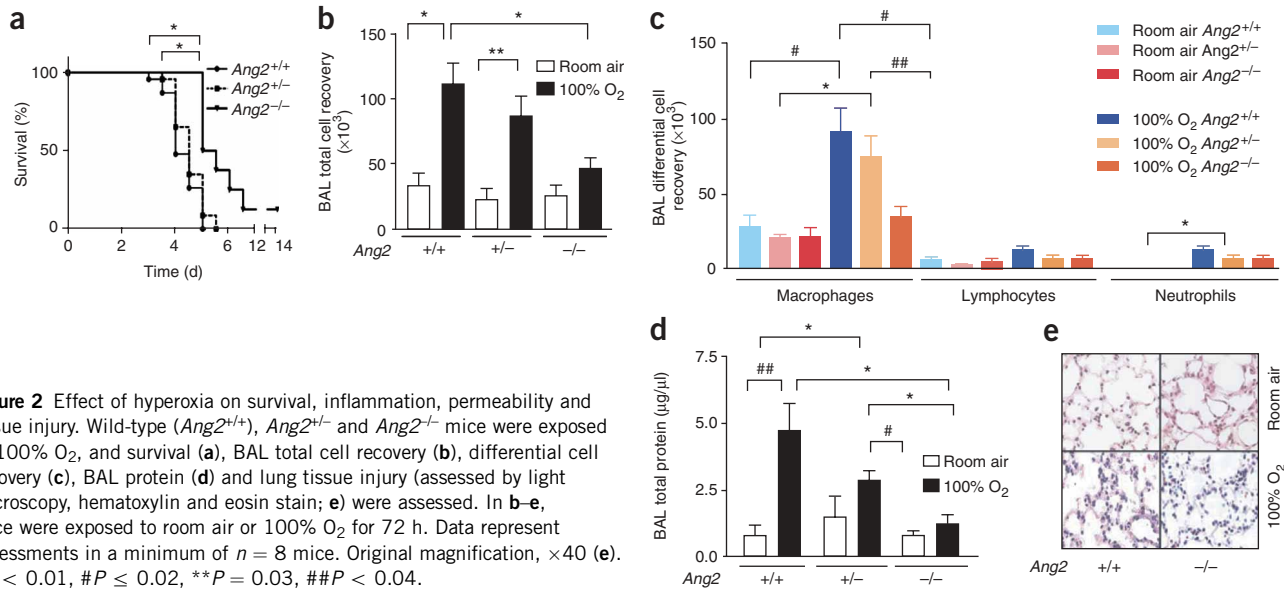 a
* 
*
100
50
0
Survival (%)
0 2 4 6 12 14
Time (d)
Ang2+/+
Ang2+/−
Ang2−/−
b
* *
**
150
100
50
0
BAL total cell recovery
(×10³)
Room air
100% O₂
Ang2 +/+ +/− −/−
c
#
# ##
*
*
150
100
50
0
BAL differential cell
recovery (×10³)
Room air Ang2+/+
Room air Ang2+/−
Room air Ang2−/−
100% O₂ Ang2+/+
100% O₂ Ang2+/−
100% O₂ Ang2−/−
Macrophages Lymphocytes Neutrophils
d
*
## *
*
#
7.5
5.0
2.5
0.0
BAL total protein (µg/µl)
Room air
100% O₂
Ang2 +/+ +/− −/−
e
Room air
100% O₂
Ang2 +/+ −/−
ure 2 Effect of hyperoxia on survival, inflammation, permeability and
sue injury. Wild-type (Ang2+/+), Ang2+/− and Ang2−/− mice were exposed
100% O₂, and survival (a), BAL total cell recovery (b), differential cell
overy (c), BAL protein (d) and lung tissue injury (assessed by light
croscopy, hematoxylin and eosin stain; e) were assessed. In b–e,
ce were exposed to room air or 100% O₂ for 72 h. Data represent
essments in a minimum of n = 8 mice. Original magnification, ×40 (e).
< 0.01, #P ≤ 0.02, **P = 0.03, ##P < 0.04.